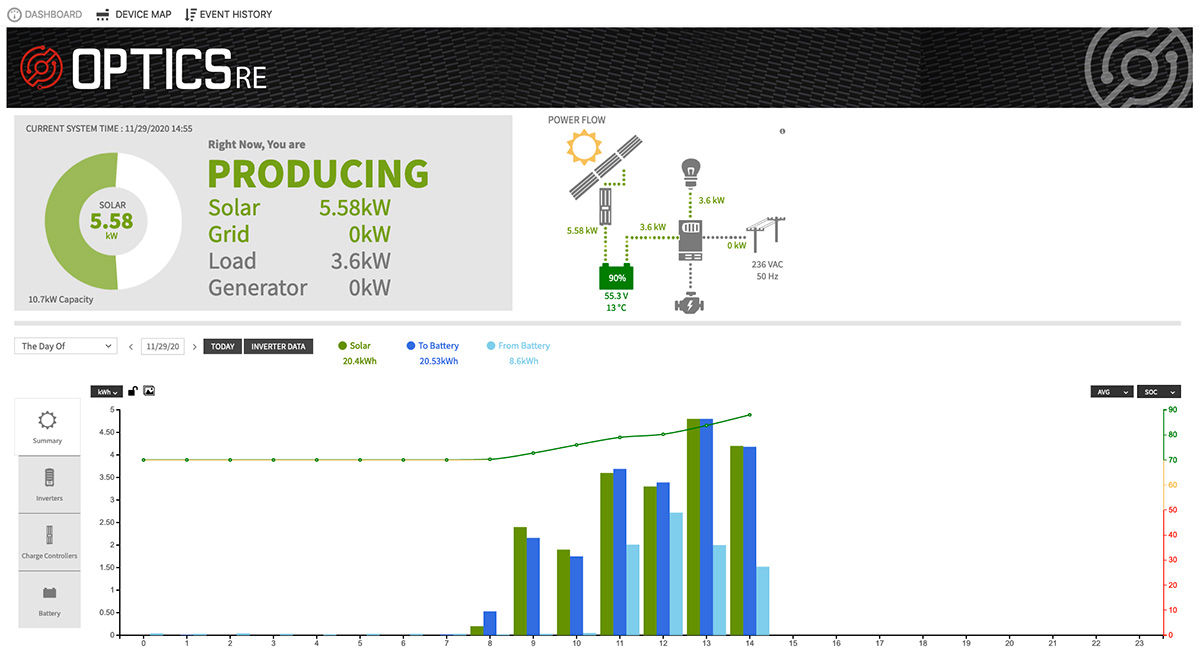 DASHBOARD DEVICE MAP EVENT HISTORY
OPTICS RE
CURRENT SYSTEM TIME : 11/29/2020 14:55
SOLAR
5.58
kW
10.7kW Capacity
Right Now, You are
PRODUCING
Solar 5.58kW
Grid 0kW
Load 3.6kW
Generator 0kW
POWER FLOW
3.6 kW
5.58 kW
3.6 kW
0 kW
236 VAC
50 Hz
90%
55.3 V
13 °C
The Day Of 11/29/20 TODAY INVERTER DATA
Solar To Battery From Battery
20.4kWh 20.53kWh 8.6kWh
kWh AVG SOC
Summary
Inverters
Charge Controllers
Battery
5
4.50
4
3.50
3
2.50
2
1.50
1
0.50
0
90
80
70
60
50
40
30
20
10
0
0 1 2 3 4 5 6 7 8 9 10 11 12 13 14 15 16 17 18 19 20 21 22 23